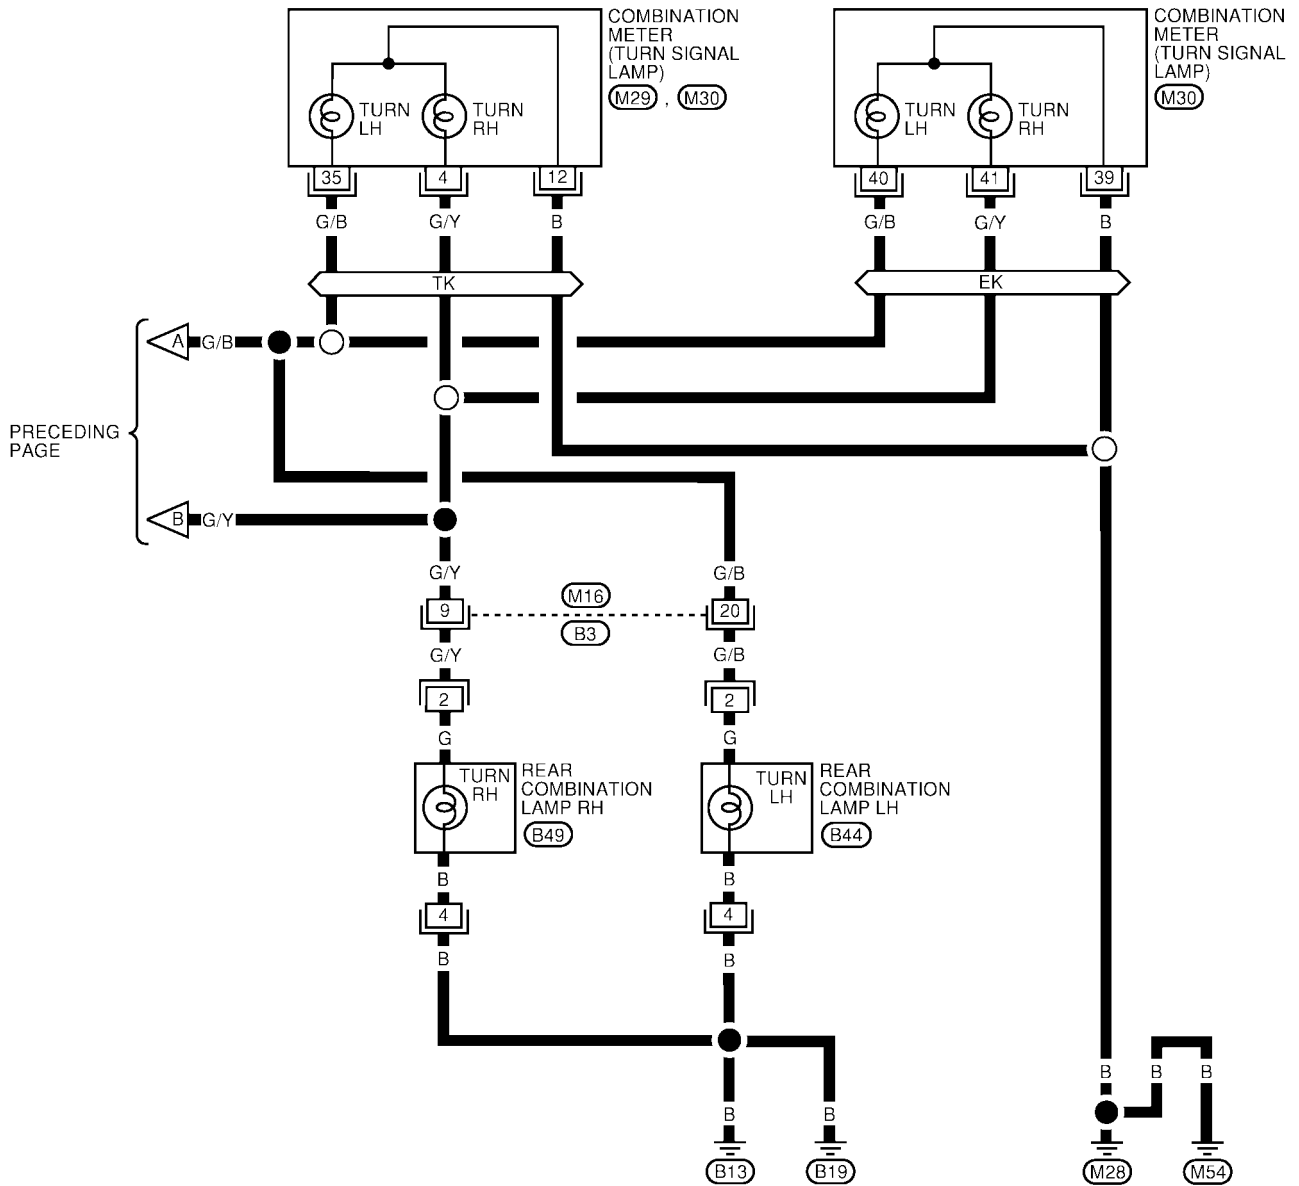 COMBINATION
METER
(TURN SIGNAL
LAMP)
M29 , M30
TURN
LH
TURN
RH
35
4
12
G/B
G/Y
B
TK
COMBINATION
METER
(TURN SIGNAL
LAMP)
M30
TURN
LH
TURN
RH
40
41
39
G/B
G/Y
B
EK
A
G/B
PRECEDING
PAGE
B
G/Y
G/Y
G/B
9
M16
B3
20
G/Y
G/B
2
2
G
G
TURN
RH
REAR
COMBINATION
LAMP RH
B49
TURN
LH
REAR
COMBINATION
LAMP LH
B44
B
B
4
4
B
B
B
B
B
B
B
B13
B19
M28
M54